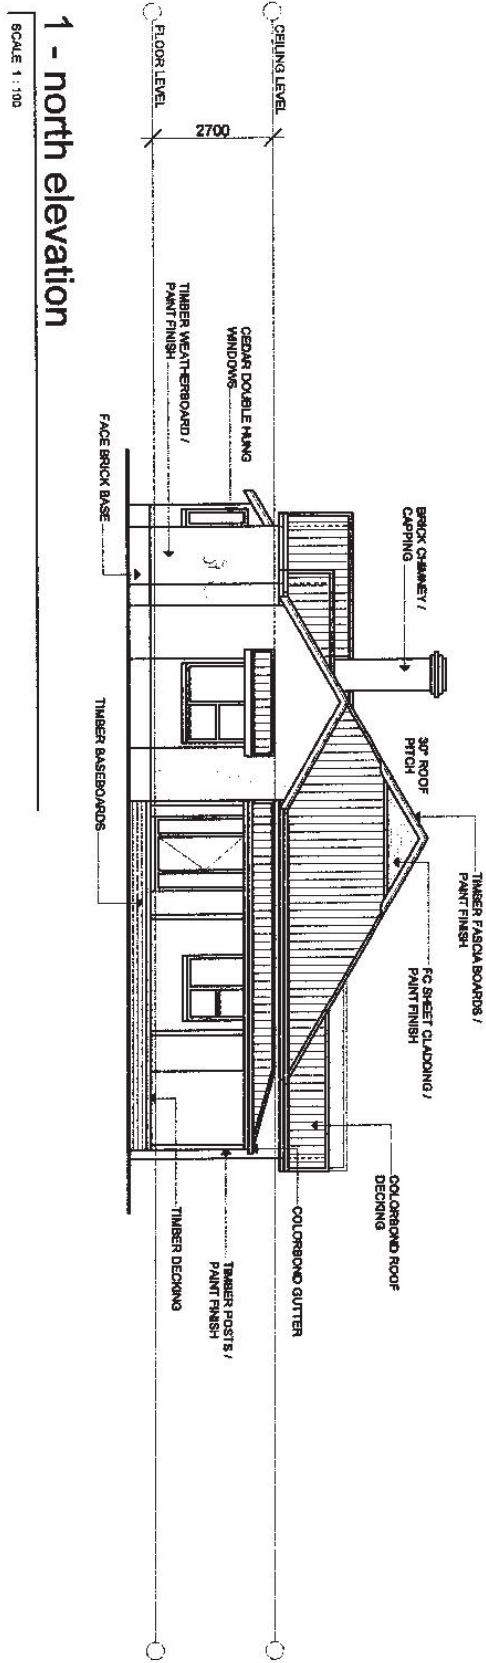 BRICK CHIMNEY /
CAPPING
30° ROOF
PITCH
TIMBER FASCIA BOARDS /
PAINT FINISH
FC SHEET CLADDING /
PAINT FINISH
COLORBOND ROOF
DECKING
CEILING LEVEL
2700
FLOOR LEVEL
CEDAR DOUBLE HUNG
WINDOWS
TIMBER WEATHERBOARD /
PAINT FINISH
FACE BRICK BASE
TIMBER BASEBOARDS
COLORBOND GUTTER
TIMBER POSTS /
PAINT FINISH
TIMBER DECKING
1 - north elevation
SCALE 1 : 100